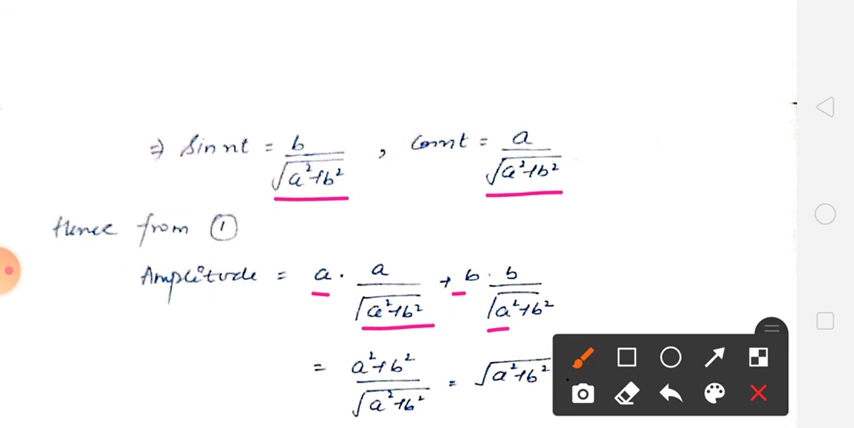 ⇒ Sin nt = b/√(a²+b²) , Cos nt = a/√(a²+b²)
Hence from ①
Amplitude = a · a/√(a²+b²) + b · b/√(a²+b²)
= (a²+b²)/√(a²+b²) = √(a²+b²)